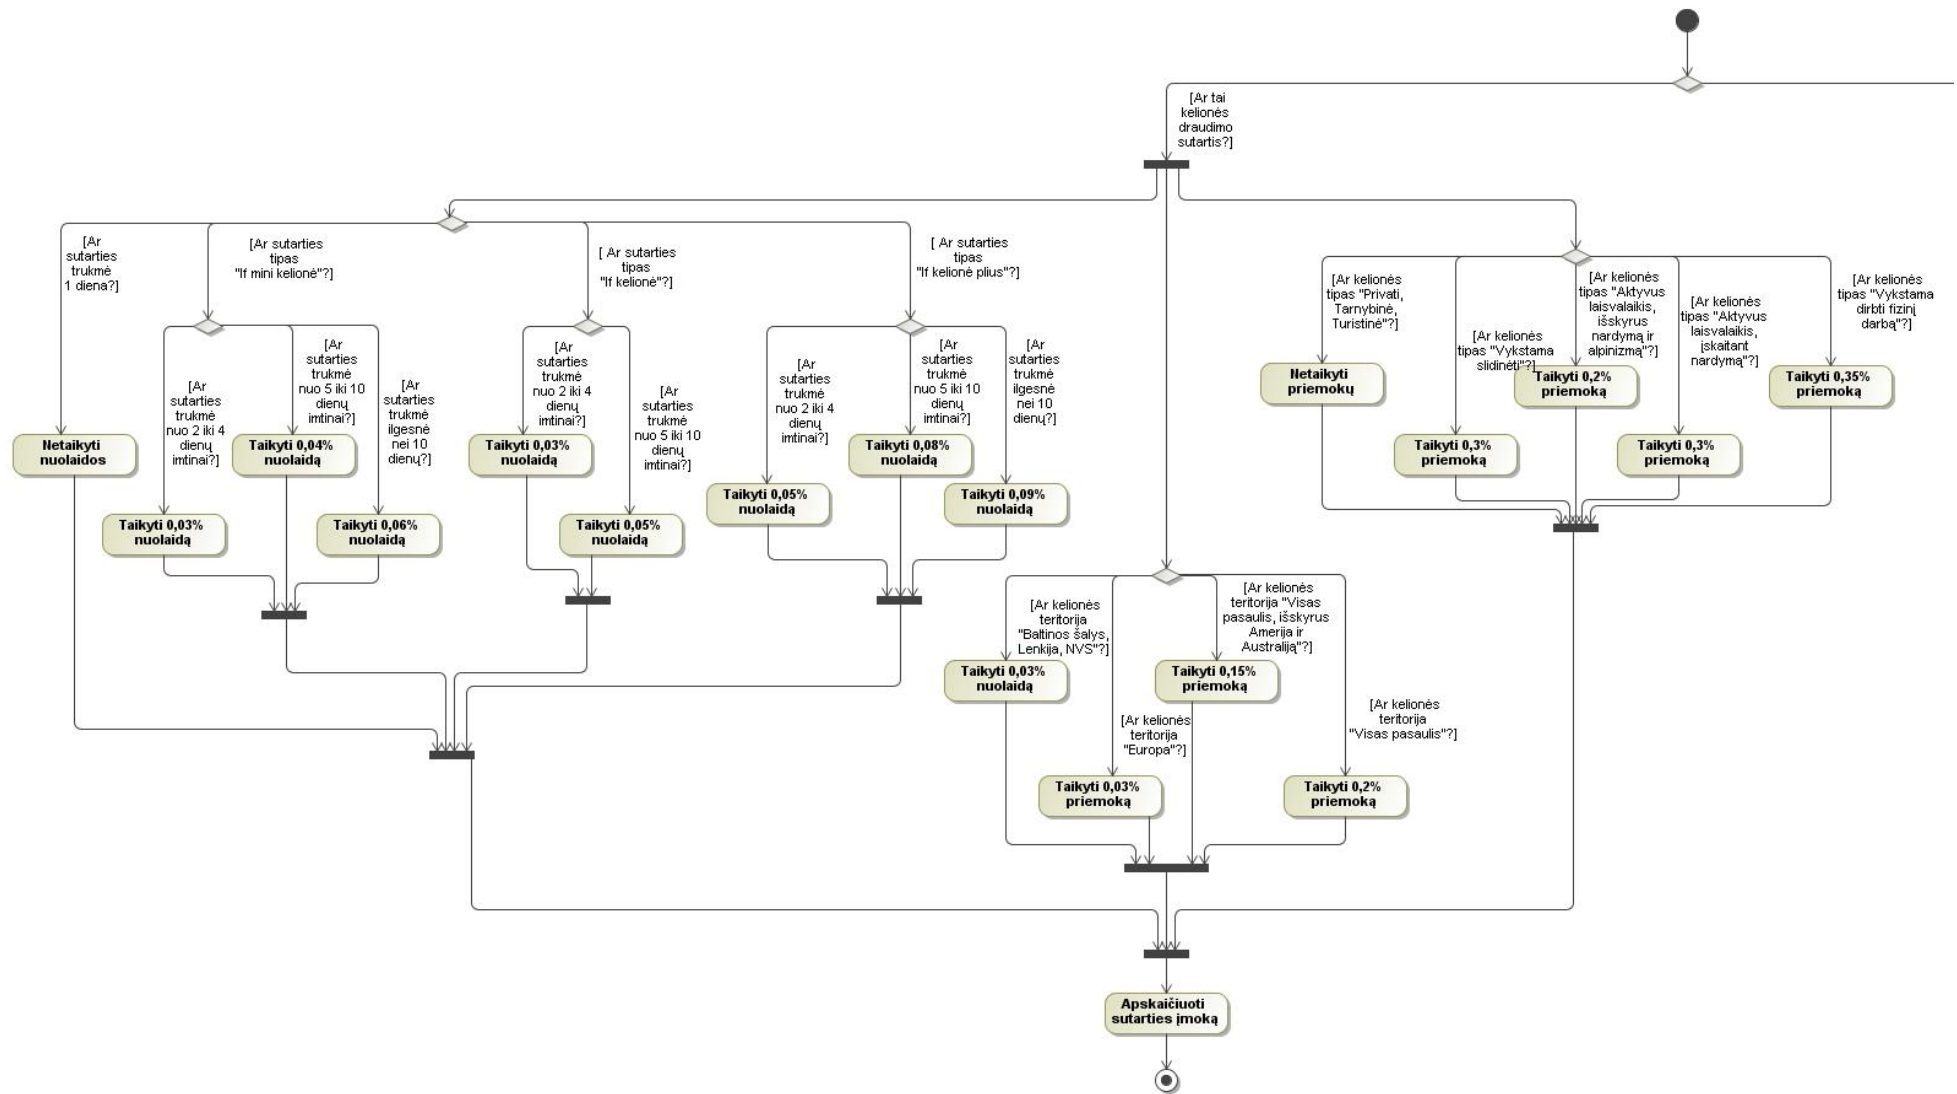 [Ar tai
kelionės
draudimo
sutartis?]
[Ar
sutarties
trukmė
1 diena?]
[Ar sutarties
tipas
"If mini kelionė"?]
[ Ar sutarties
tipas
"If kelionė"?]
[ Ar sutarties
tipas
"If kelionė plius"?]
[Ar kelionės
tipas "Privati,
Tarnybinė,
Turistinė"?]
[Ar kelionės
tipas "Vykstama
slidinėti"?]
[Ar kelionės
tipas "Aktyvus
laisvalaikis,
išskyrus
nardymą ir
alpinizmą"?]
[Ar kelionės
tipas "Aktyvus
laisvalaikis,
įskaitant
nardymą"?]
[Ar kelionės
tipas "Vykstama
dirbti fizinį
darbą"?]
[Ar
sutarties
trukmė
nuo 2 iki 4
dienų
imtinai?]
[Ar
sutarties
trukmė
nuo 5 iki 10
dienų
imtinai?]
[Ar
sutarties
trukmė
ilgesnė
nei 10
dienų?]
[Ar
sutarties
trukmė
nuo 2 iki 4
dienų
imtinai?]
[Ar
sutarties
trukmė
nuo 5 iki 10
dienų
imtinai?]
[Ar
sutarties
trukmė
nuo 2 iki 4
dienų
imtinai?]
[Ar
sutarties
trukmė
nuo 5 iki 10
dienų
imtinai?]
[Ar
sutarties
trukmė
ilgesnė
nei 10
dienų?]
Netaikyti
priemokų
Taikyti 0,2%
priemoką
Taikyti 0,35%
priemoką
Netaikyti
nuolaidos
Taikyti 0,04%
nuolaidą
Taikyti 0,03%
nuolaidą
Taikyti 0,08%
nuolaidą
Taikyti 0,3%
priemoką
Taikyti 0,3%
priemoką
Taikyti 0,03%
nuolaidą
Taikyti 0,06%
nuolaidą
Taikyti 0,05%
nuolaidą
Taikyti 0,05%
nuolaidą
Taikyti 0,09%
nuolaidą
[Ar kelionės
teritorija
"Baltinos šalys,
Lenkija, NVS"?]
[Ar kelionės
teritorija "Visas
pasaulis, išskyrus
Amerija ir
Australiją"?]
Taikyti 0,03%
nuolaidą
Taikyti 0,15%
priemoką
[Ar kelionės
teritorija
"Europa"?]
[Ar kelionės
teritorija
"Visas pasaulis"?]
Taikyti 0,03%
priemoką
Taikyti 0,2%
priemoką
Apskaičiuoti
sutarties įmoką